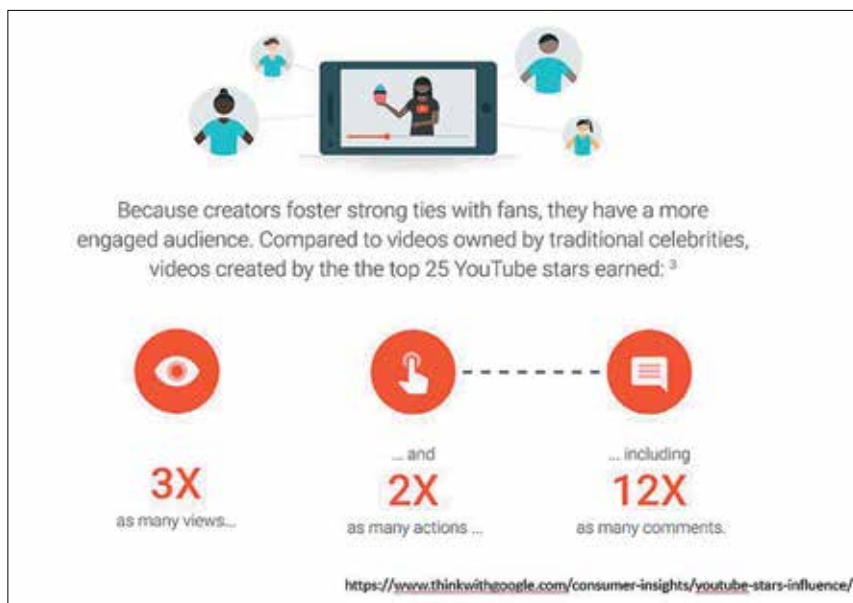 Because creators foster strong ties with fans, they have a more
engaged audience. Compared to videos owned by traditional celebrities,
videos created by the the top 25 YouTube stars earned: 3
3X
as many views...
... and
2X
as many actions ...
... including
12X
as many comments.
https://www.thinkwithgoogle.com/consumer-insights/youtube-stars-influence/